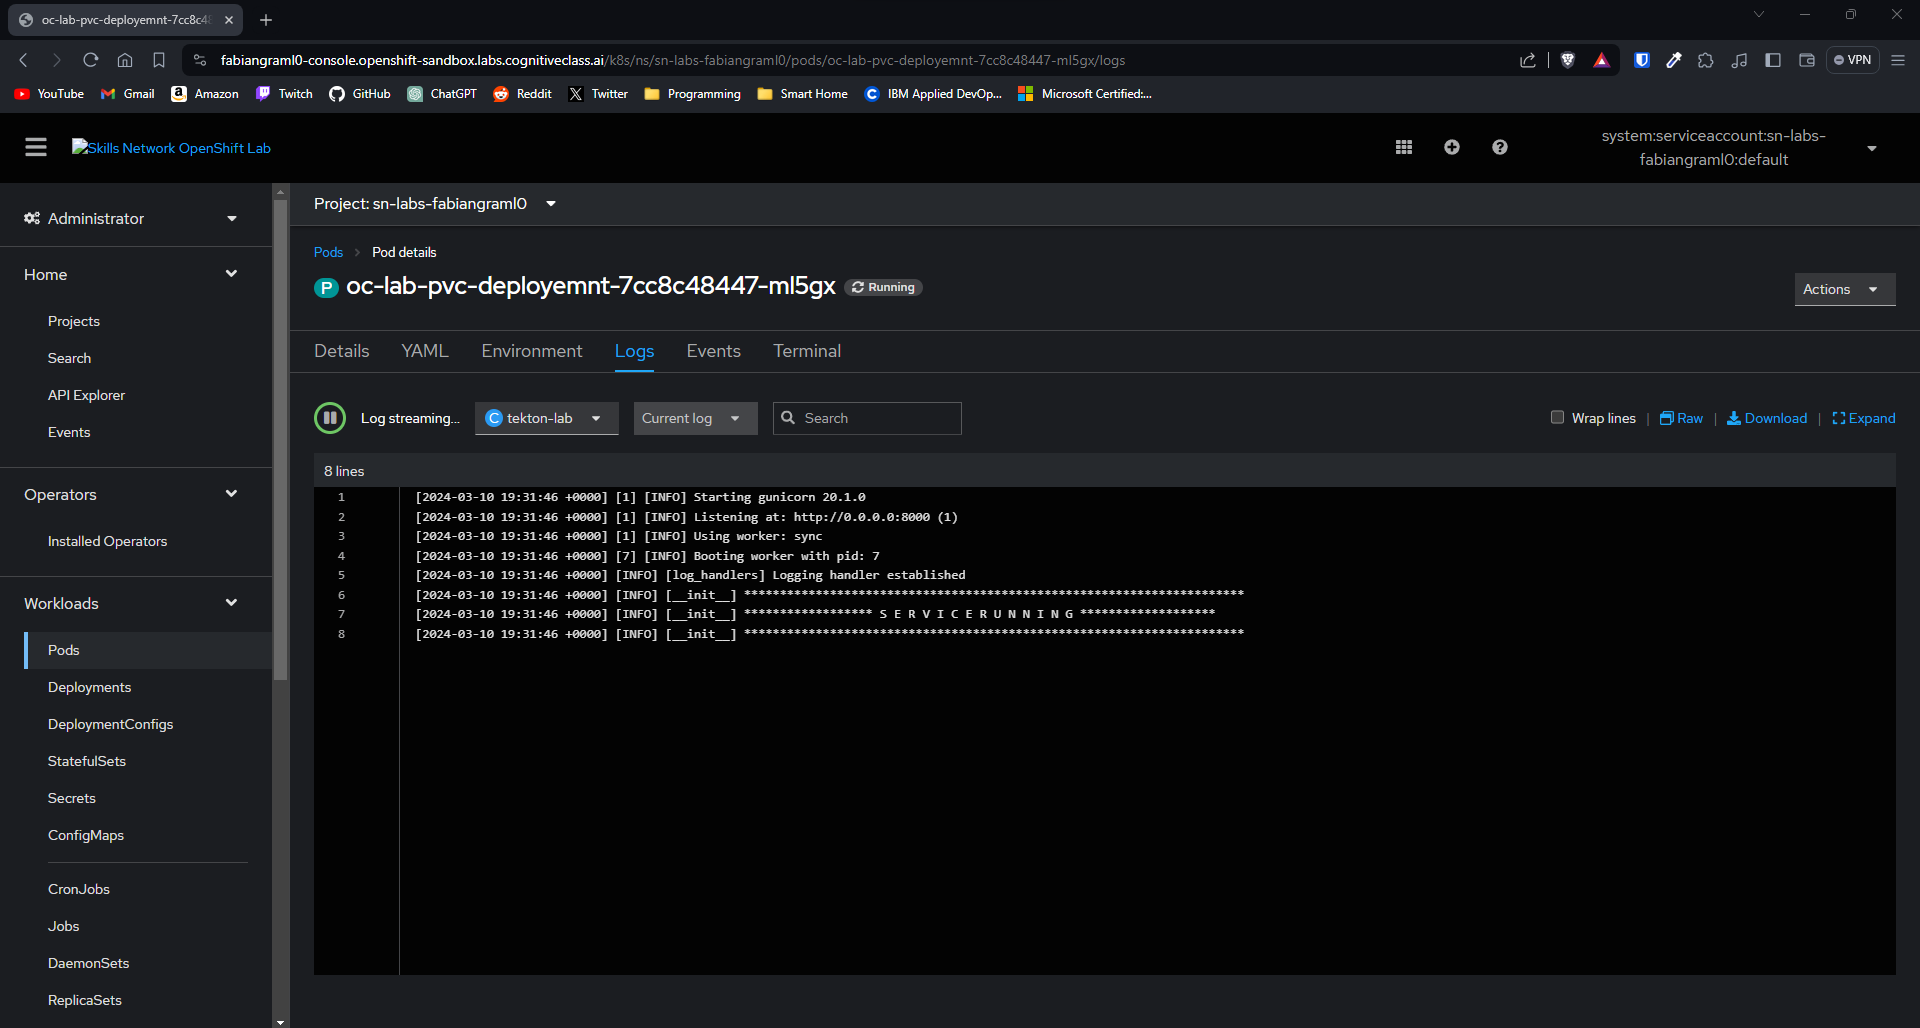 oc-lab-pvc-deployemnt-7cc8c48
fabiangraml0-console.openshift-sandbox.labs.cognitiveclass.ai/k8s/ns/sn-labs-fabiangraml0/pods/oc-lab-pvc-deployemnt-7cc8c48447-ml5gx/logs
VPN
YouTube Gmail Amazon Twitch GitHub ChatGPT Reddit Twitter Programming Smart Home IBM Applied DevOp... Microsoft Certified:...
Skills Network OpenShift Lab
system:serviceaccount:sn-labs-
fabiangraml0:default
Administrator
Home
Projects
Search
API Explorer
Events
Operators
Installed Operators
Workloads
Pods
Deployments
DeploymentConfigs
StatefulSets
Secrets
ConfigMaps
CronJobs
Jobs
DaemonSets
ReplicaSets
Project: sn-labs-fabiangraml0
Pods > Pod details
P oc-lab-pvc-deployemnt-7cc8c48447-ml5gx Running
Actions
Details YAML Environment Logs Events Terminal
Log streaming... C tekton-lab Current log Search Wrap lines | Raw | Download | Expand
8 lines
1 [2024-03-10 19:31:46 +0000] [1] [INFO] Starting gunicorn 20.1.0
2 [2024-03-10 19:31:46 +0000] [1] [INFO] Listening at: http://0.0.0.0:8000 (1)
3 [2024-03-10 19:31:46 +0000] [1] [INFO] Using worker: sync
4 [2024-03-10 19:31:46 +0000] [7] [INFO] Booting worker with pid: 7
5 [2024-03-10 19:31:46 +0000] [INFO] [log_handlers] Logging handler established
6 [2024-03-10 19:31:46 +0000] [INFO] [__init__] **********************************************************************
7 [2024-03-10 19:31:46 +0000] [INFO] [__init__] ****************** S E R V I C E R U N N I N G *******************
8 [2024-03-10 19:31:46 +0000] [INFO] [__init__] **********************************************************************